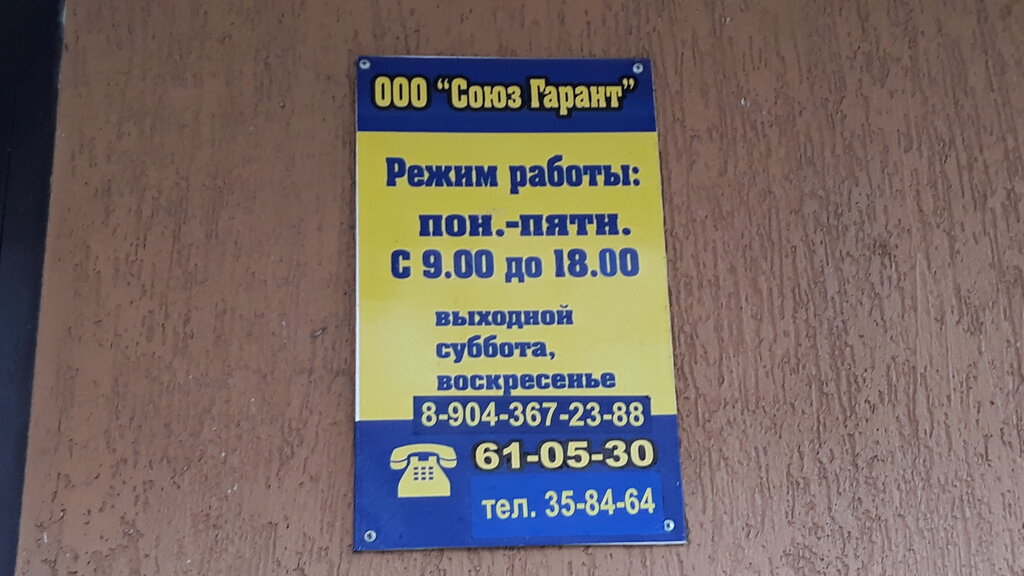 ООО “Союз Гарант”
Режим работы:
пон.-пятн.
С 9.00 до 18.00
выходной
суббота,
воскресенье
8-904-367-23-88
61-05-30
тел. 35-84-64